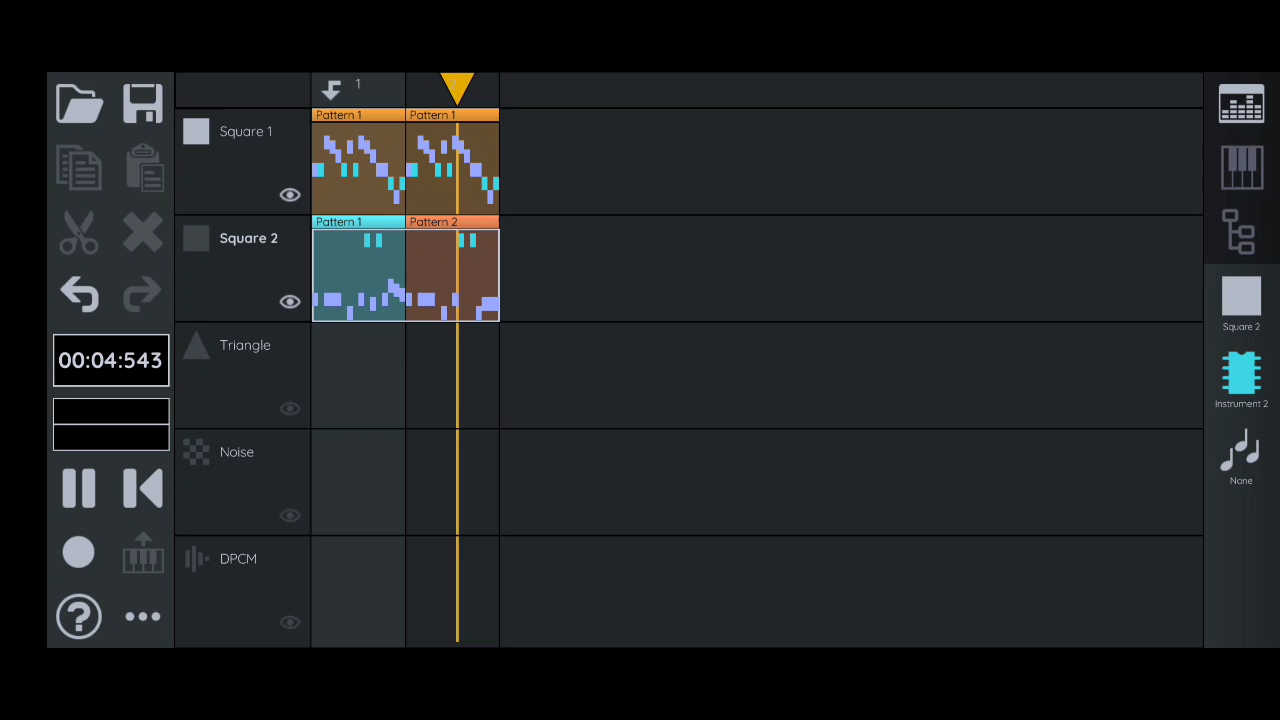 1
Pattern 1
Pattern 1
Square 1
Pattern 1
Pattern 2
Square 2
Square 2
Triangle
00:04:543
Instrument 2
Noise
None
DPCM